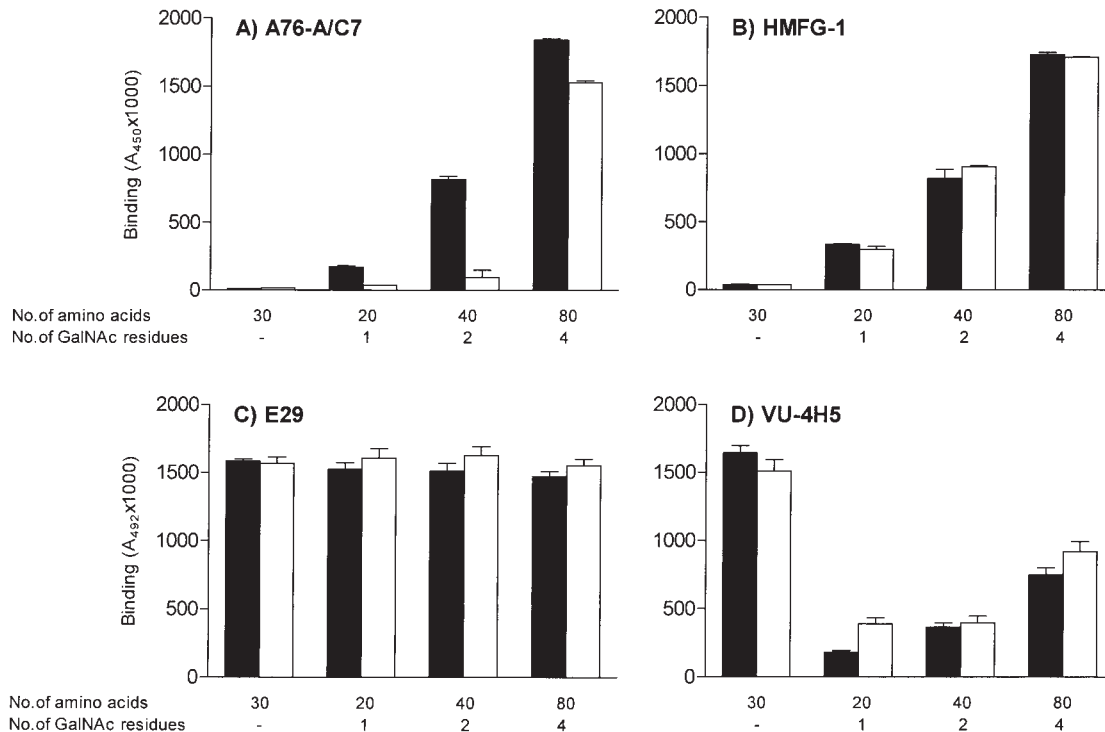 A) A76-A/C7
Binding (A450x1000)
2000
1500
1000
500
0
No.of amino acids 30 20 40 80
No.of GalNAc residues - 1 2 4
B) HMFG-1
2000
1500
1000
500
0
30 20 40 80
- 1 2 4
C) E29
Binding (A492x1000)
2000
1500
1000
500
0
No.of amino acids 30 20 40 80
No.of GalNAc residues - 1 2 4
D) VU-4H5
2000
1500
1000
500
0
30 20 40 80
- 1 2 4